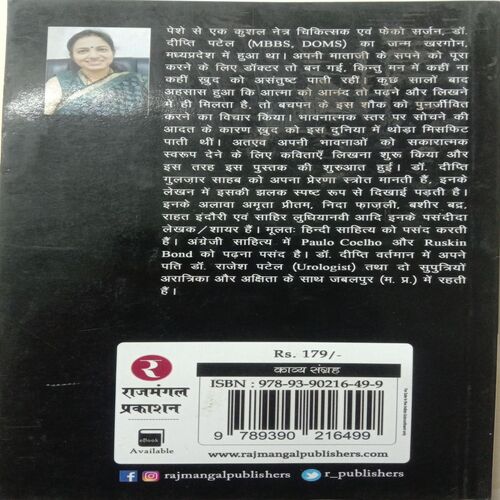 पेशे से एक कुशल नेत्र चिकित्सक एवं फेको सर्जन, डॉ.
दीप्ति पटेल (MBBS, DOMS) का जन्म खरगोन,
मध्यप्रदेश में हुआ था। अपनी माताजी के सपने को पूरा
करने के लिए डॉक्टर तो बन गई, किन्तु मन में कहीं ना
कहीं ख़ुद को असंतुष्ट पाती रहीं। कुछ सालों बाद
अहसास हुआ कि आत्मा को आनंद तो पढ़ने और लिखने
में ही मिलता है, तो बचपन के इस शौक को पुनर्जीवित
करने का विचार किया। भावनात्मक स्तर पर सोचने की
आदत के कारण ख़ुद को इस दुनिया में थोड़ा मिसफिट
पाती थीं। अतएव अपनी भावनाओं को सकारात्मक
स्वरूप देने के लिए कविताएँ लिखना शुरू किया और
इस तरह इस पुस्तक की शुरुआत हुई। डॉ. दीप्ति
गुलज़ार साहब को अपना प्रेरणा स्त्रोत मानती हैं, इनके
लेखन में इसकी झलक स्पष्ट रूप से दिखाई पड़ती है।
इनके अलावा अमृता प्रीतम, निदा फ़ाज़ली, बशीर बद्र,
राहत इंदौरी एवं साहिर लुधियानवी आदि इनके पसंदीदा
लेखक/शायर हैं। मूलतः हिन्दी साहित्य को पसंद करती
हैं। अंग्रेजी साहित्य में Paulo Coelho और Ruskin
Bond को पढ़ना पसंद है। डॉ. दीप्ति वर्तमान में अपने
पति डॉ. राजेश पटेल (Urologist) तथा दो सुपुत्रियों
अरात्रिका और अक्षिता के साथ जबलपुर (म. प्र.) में रहती
हैं।
राजमंगल
प्रकाशन
eBook
Available
Rs. 179/-
काव्य संग्रह
ISBN : 978-93-90216-49-9
9 789390 216499
www.rajmangalpublishers.com
rajmangalpublishers
r_publishers